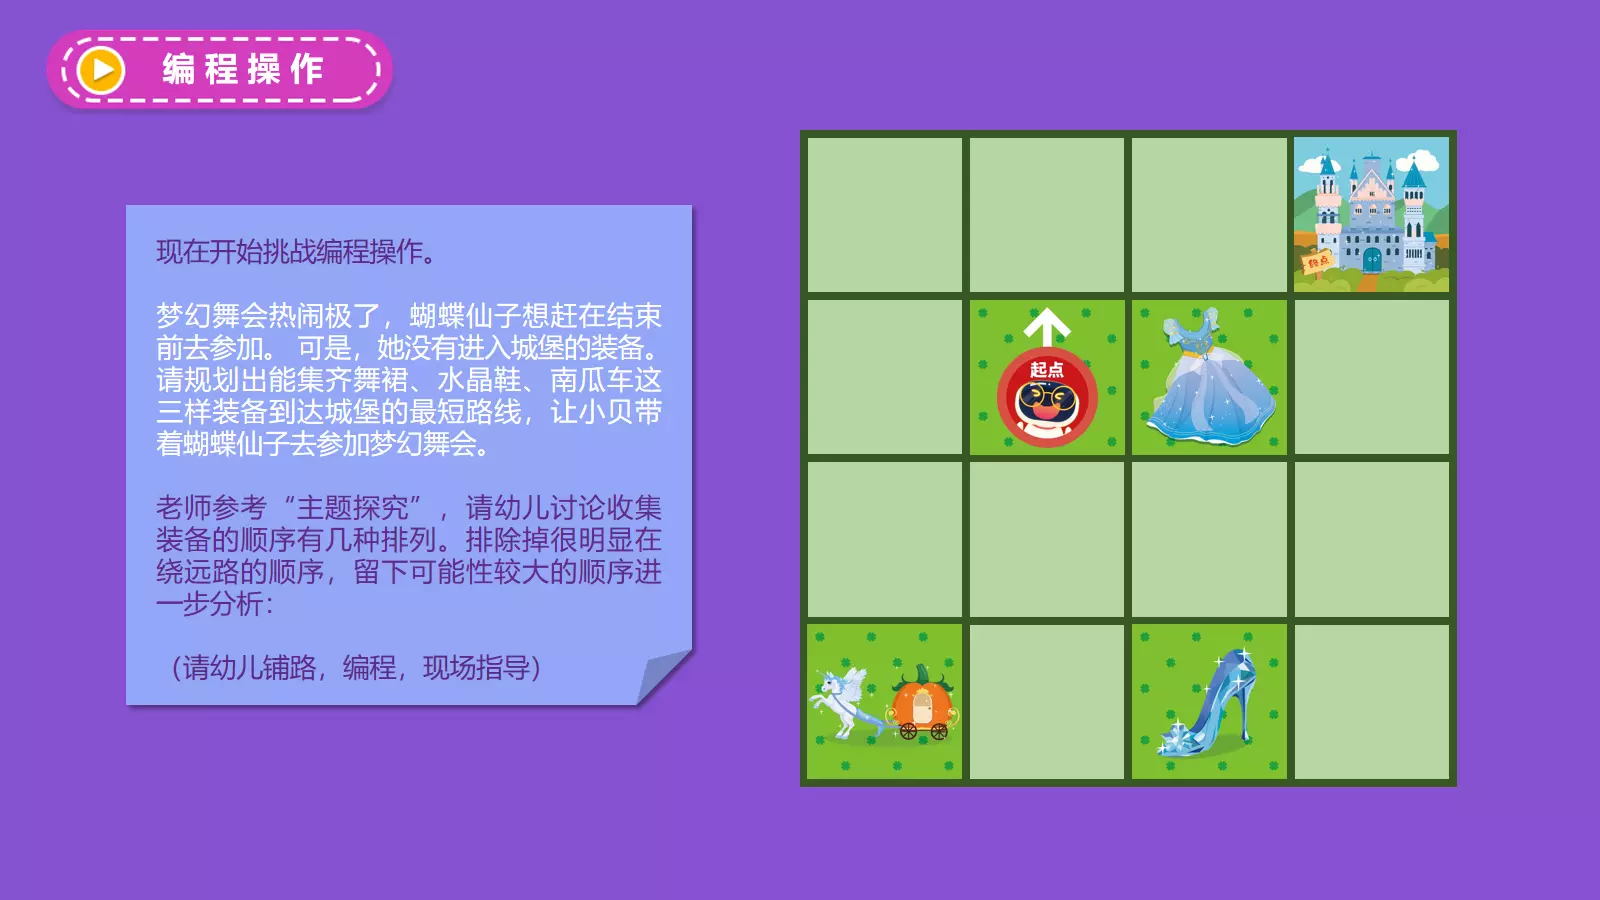 编程操作
现在开始挑战编程操作。
梦幻舞会热闹极了，蝴蝶仙子想赶在结束
前去参加。 可是，她没有进入城堡的装备。
请规划出能集齐舞裙、水晶鞋、南瓜车这
三样装备到达城堡的最短路线，让小贝带
着蝴蝶仙子去参加梦幻舞会。
老师参考“主题探究”，请幼儿讨论收集
装备的顺序有几种排列。排除掉很明显在
绕远路的顺序，留下可能性较大的顺序进
一步分析：
（请幼儿铺路，编程，现场指导）
终点
起点